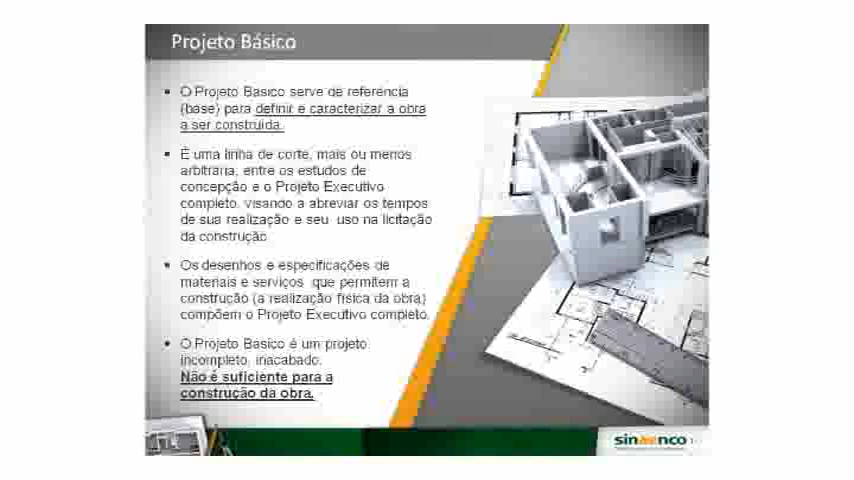 Projeto Básico
• O Projeto Basico serve de referência
(base) para definir e caracterizar a obra
a ser construída.
• É uma linha de corte, mais ou menos
arbitraria, entre os estudos de
concepção e o Projeto Executivo
completo, visando a abreviar os tempos
de sua realização e seu uso na licitação
da construção.
• Os desenhos e especificações de
materiais e serviços que permitem a
construção (a realização física da obra)
compõem o Projeto Executivo completo.
• O Projeto Basico é um projeto
incompleto, inacabado.
Não é suficiente para a
construção da obra.
sinaenco